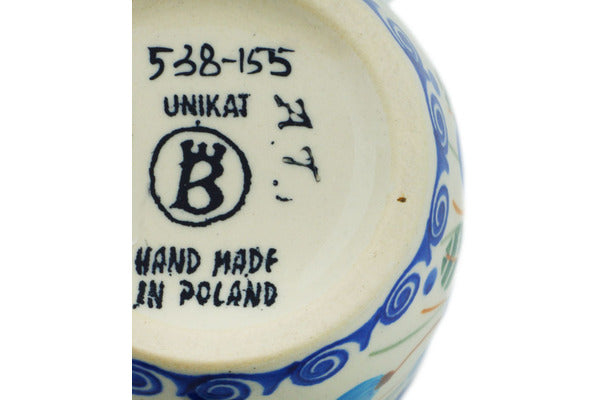 538-155
UNIKAT
A.T.
B
HAND MADE
IN POLAND